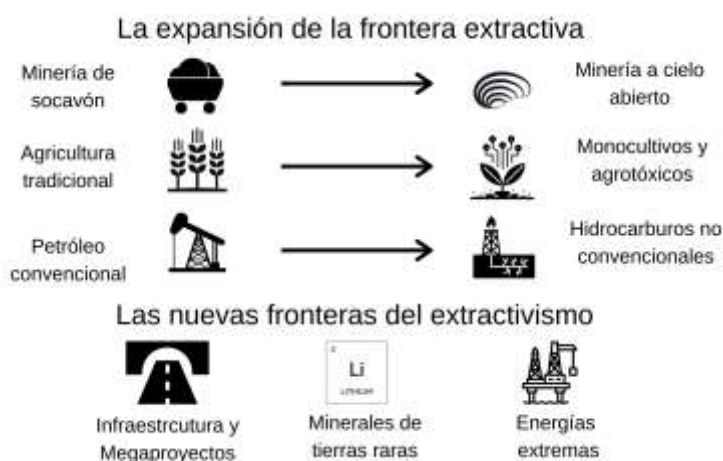 La expansión de la frontera extractiva
Minería de
socavón
Minería a cielo
abierto
Agricultura
tradicional
Monocultivos y
agrotóxicos
Petróleo
convencional
Hidrocarburos no
convencionales
Las nuevas fronteras del extractivismo
Li
LITHIUM
Infraestrcutura y
Megaproyectos
Minerales de
tierras raras
Energías
extremas